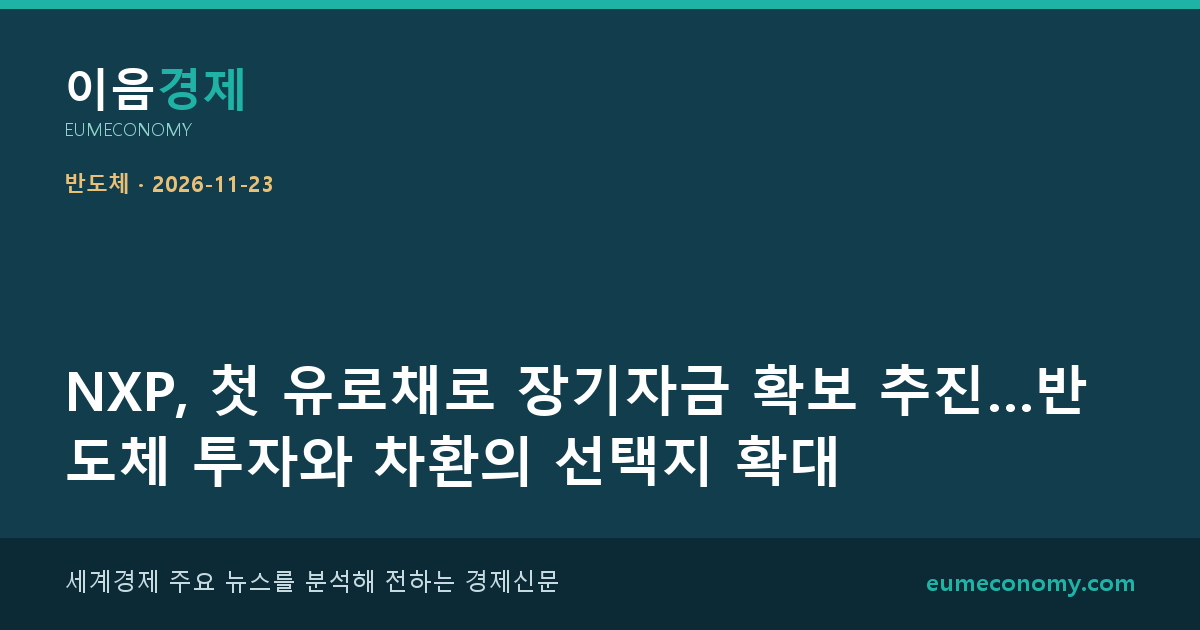 이음경제
EUMECONOMY
반도체 · 2026-11-23
NXP, 첫 유로채로 장기자금 확보 추진…반
도체 투자와 차환의 선택지 확대
세계경제 주요 뉴스를 분석해 전하는 경제신문
eumeconomy.com